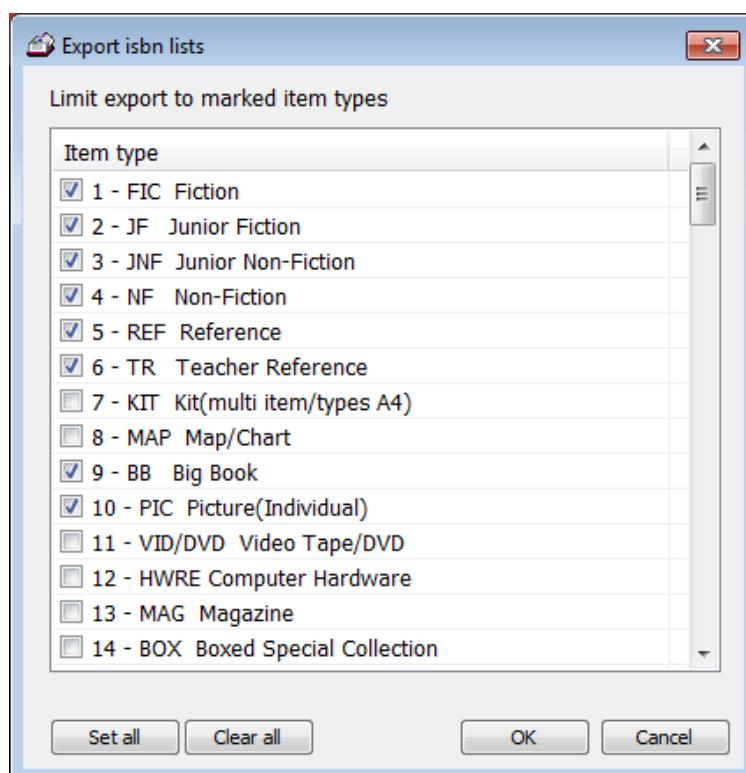 Export isbn lists
Limit export to marked item types
Item type
1 - FIC Fiction
2 - JF Junior Fiction
3 - JNF Junior Non-Fiction
4 - NF Non-Fiction
5 - REF Reference
6 - TR Teacher Reference
7 - KIT Kit(multi item/types A4)
8 - MAP Map/Chart
9 - BB Big Book
10 - PIC Picture(Individual)
11 - VID/DVD Video Tape/DVD
12 - HWRE Computer Hardware
13 - MAG Magazine
14 - BOX Boxed Special Collection
Set all Clear all OK Cancel